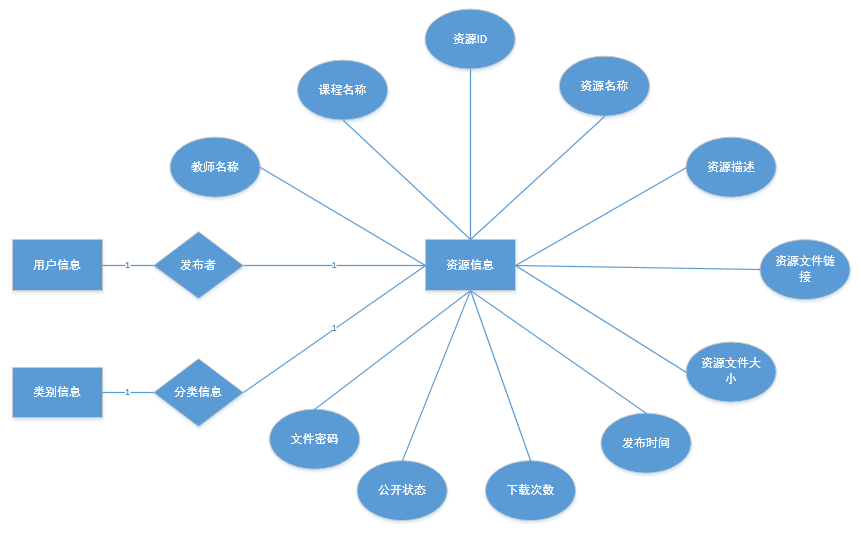 资源ID
资源名称
课程名称
教师名称
资源描述
用户信息
1
发布者
1
资源信息
资源文件链
接
1
资源文件大
小
类别信息
1
分类信息
文件密码
发布时间
公开状态
下载次数